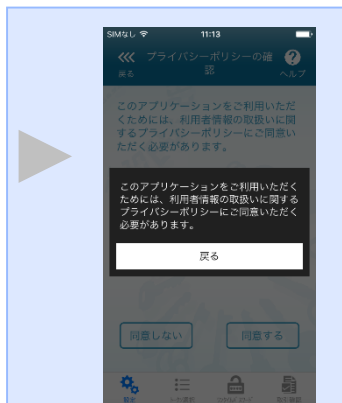 SIMなし 11:13
プライバシーポリシーの確
認
戻る
ヘルプ
このアプリケーションをご利用いただ
くためには、利用者情報の取扱いに関
するプライバシーポリシーにご同意い
ただく必要があります。
このアプリケーションをご利用いただく
ためには、利用者情報の取扱いに関する
プライバシーポリシーにご同意いただく
必要があります。
戻る
同意しない
同意する